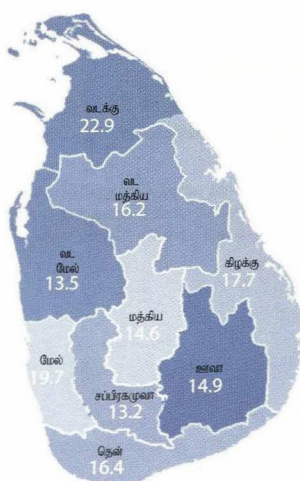 வடக்கு
22.9
வட
மத்திய
16.2
வட
மேல்
13.5
கிழக்கு
17.7
மத்திய
14.6
மேல்
19.7
ஊவா
14.9
சப்பிரகமுவா
13.2
தென்
16.4